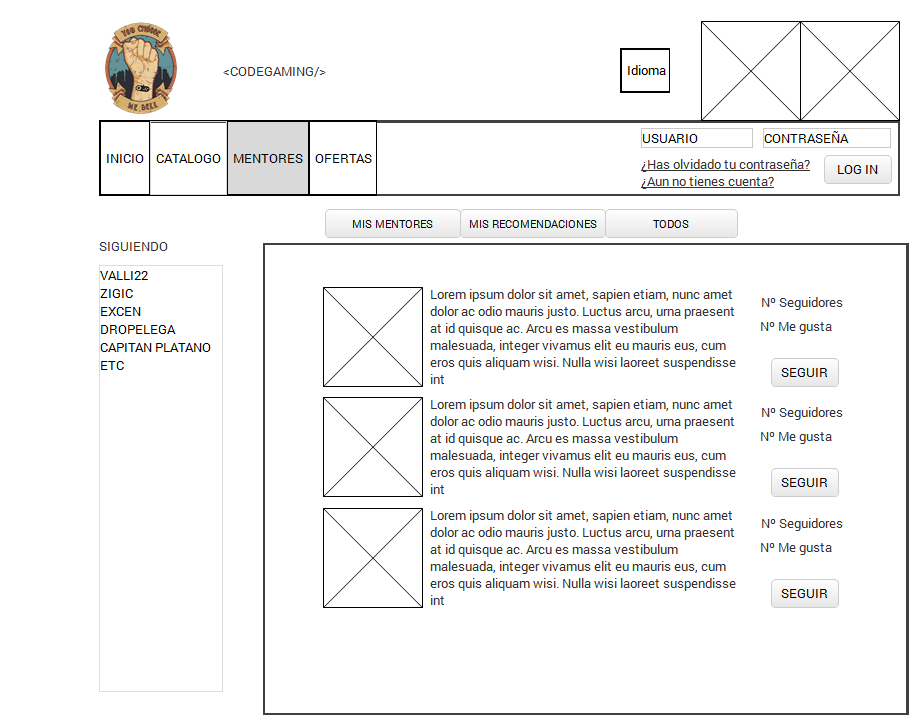 YOU CHOOSE
WE SELL
<CODEGAMING/>
Idioma
INICIO
CATALOGO
MENTORES
OFERTAS
USUARIO
CONTRASEÑA
¿Has olvidado tu contraseña?
¿Aun no tienes cuenta?
LOG IN
MIS MENTORES
MIS RECOMENDACIONES
TODOS
SIGUIENDO
VALLI22
ZIGIC
EXCEN
DROPELEGA
CAPITAN PLATANO
ETC
Lorem ipsum dolor sit amet, sapien etiam, nunc amet
dolor ac odio mauris justo. Luctus arcu, urna praesent
at id quisque ac. Arcu es massa vestibulum
malesuada, integer vivamus elit eu mauris eus, cum
eros quis aliquam wisi. Nulla wisi laoreet suspendisse
int
Nº Seguidores
Nº Me gusta
SEGUIR
Lorem ipsum dolor sit amet, sapien etiam, nunc amet
dolor ac odio mauris justo. Luctus arcu, urna praesent
at id quisque ac. Arcu es massa vestibulum
malesuada, integer vivamus elit eu mauris eus, cum
eros quis aliquam wisi. Nulla wisi laoreet suspendisse
int
Nº Seguidores
Nº Me gusta
SEGUIR
Lorem ipsum dolor sit amet, sapien etiam, nunc amet
dolor ac odio mauris justo. Luctus arcu, urna praesent
at id quisque ac. Arcu es massa vestibulum
malesuada, integer vivamus elit eu mauris eus, cum
eros quis aliquam wisi. Nulla wisi laoreet suspendisse
int
Nº Seguidores
Nº Me gusta
SEGUIR